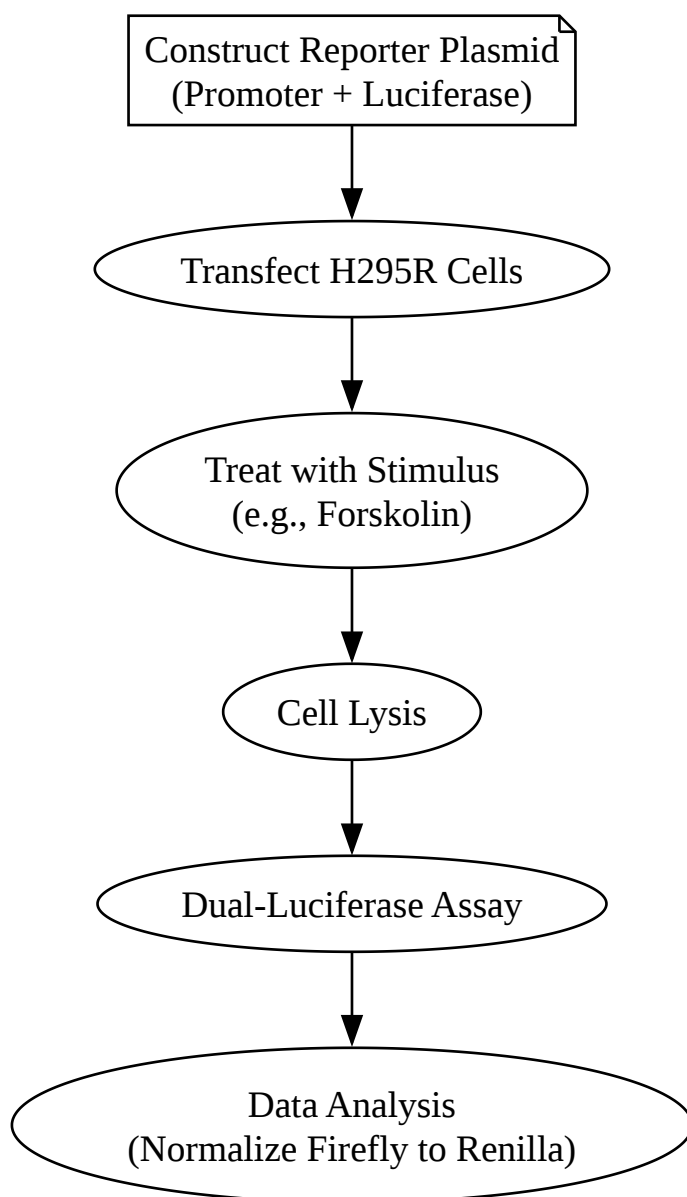 Construct Reporter Plasmid
(Promoter + Luciferase)
Transfect H295R Cells
Treat with Stimulus
(e.g., Forskolin)
Cell Lysis
Dual-Luciferase Assay
Data Analysis
(Normalize Firefly to Renilla)